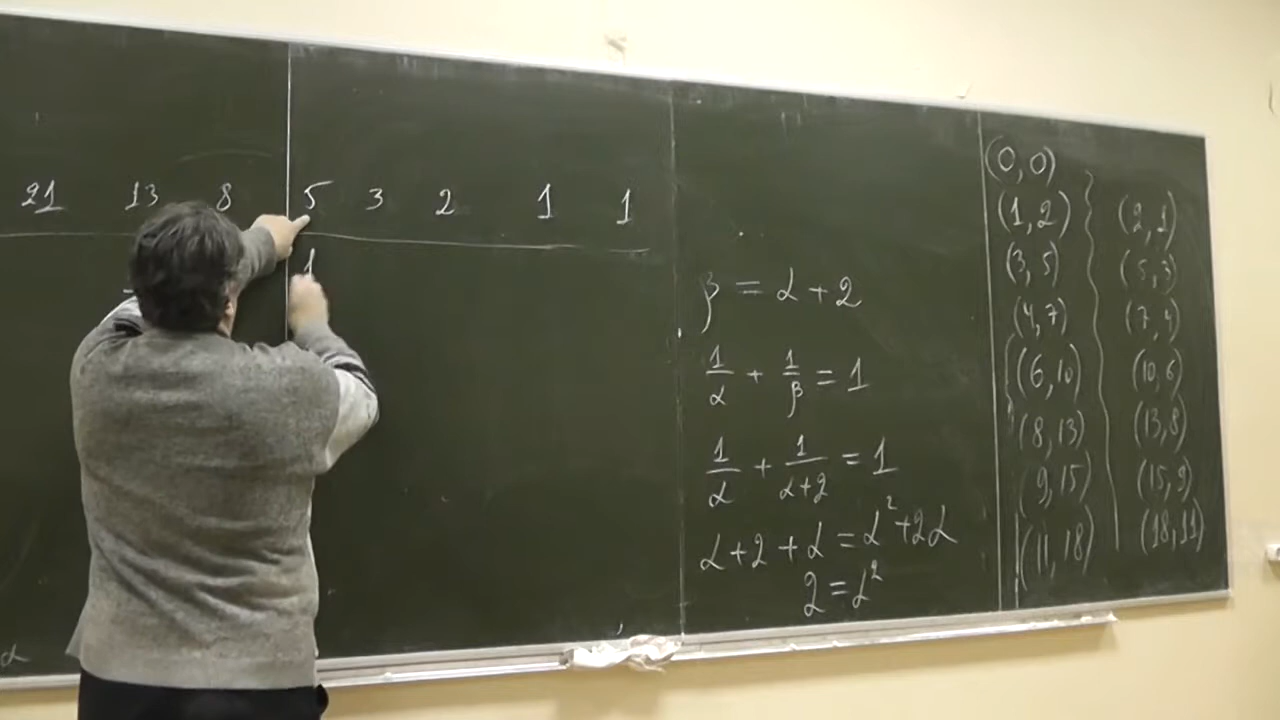 21 13 8 5 3 2 1 1
1
β = α + 2
1/α + 1/β = 1
1/α + 1/(α+2) = 1
α + 2 + α = α² + 2α
2 = α²
(0, 0)
(1, 2) (2, 1)
(3, 5) (5, 3)
(4, 7) (7, 4)
(6, 10) (10, 6)
(8, 13) (13, 8)
(9, 15) (15, 9)
(11, 18) (18, 11)
α